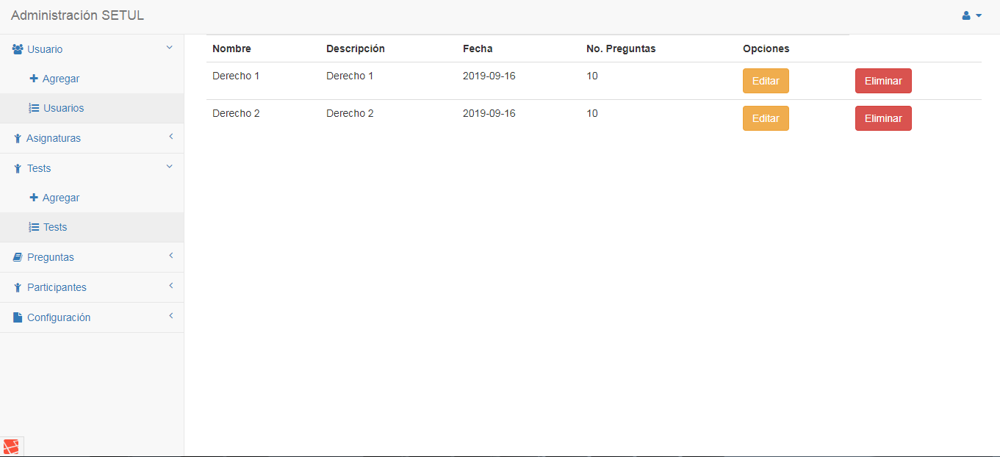 Administración SETUL
Usuario
Agregar
Usuarios
Asignaturas
Tests
Agregar
Tests
Preguntas
Participantes
Configuración
Nombre Descripción Fecha No. Preguntas Opciones
Derecho 1 Derecho 1 2019-09-16 10 Editar Eliminar
Derecho 2 Derecho 2 2019-09-16 10 Editar Eliminar